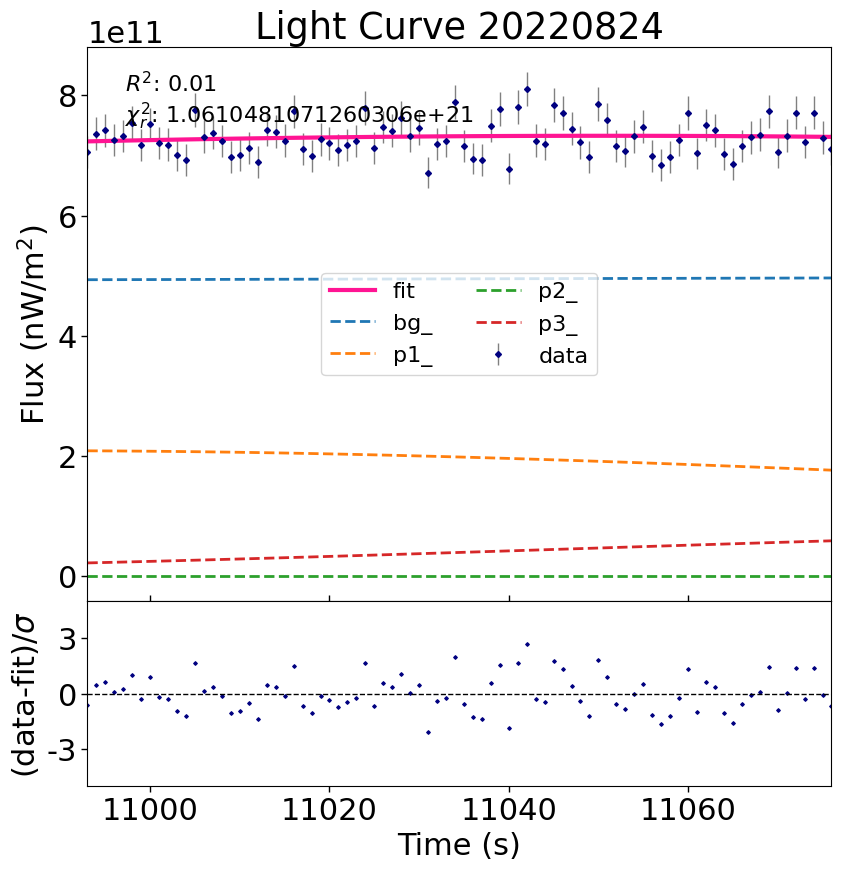 Light Curve 20220824
1e11
R²: 0.01
χ²ᵣ: 1.0610481071260306e+21
8
6
4
2
0
Flux (nW/m²)
fit
bg_
p1_
p2_
p3_
data
3
0
-3
(data-fit)/σ
11000
11020
11040
11060
Time (s)